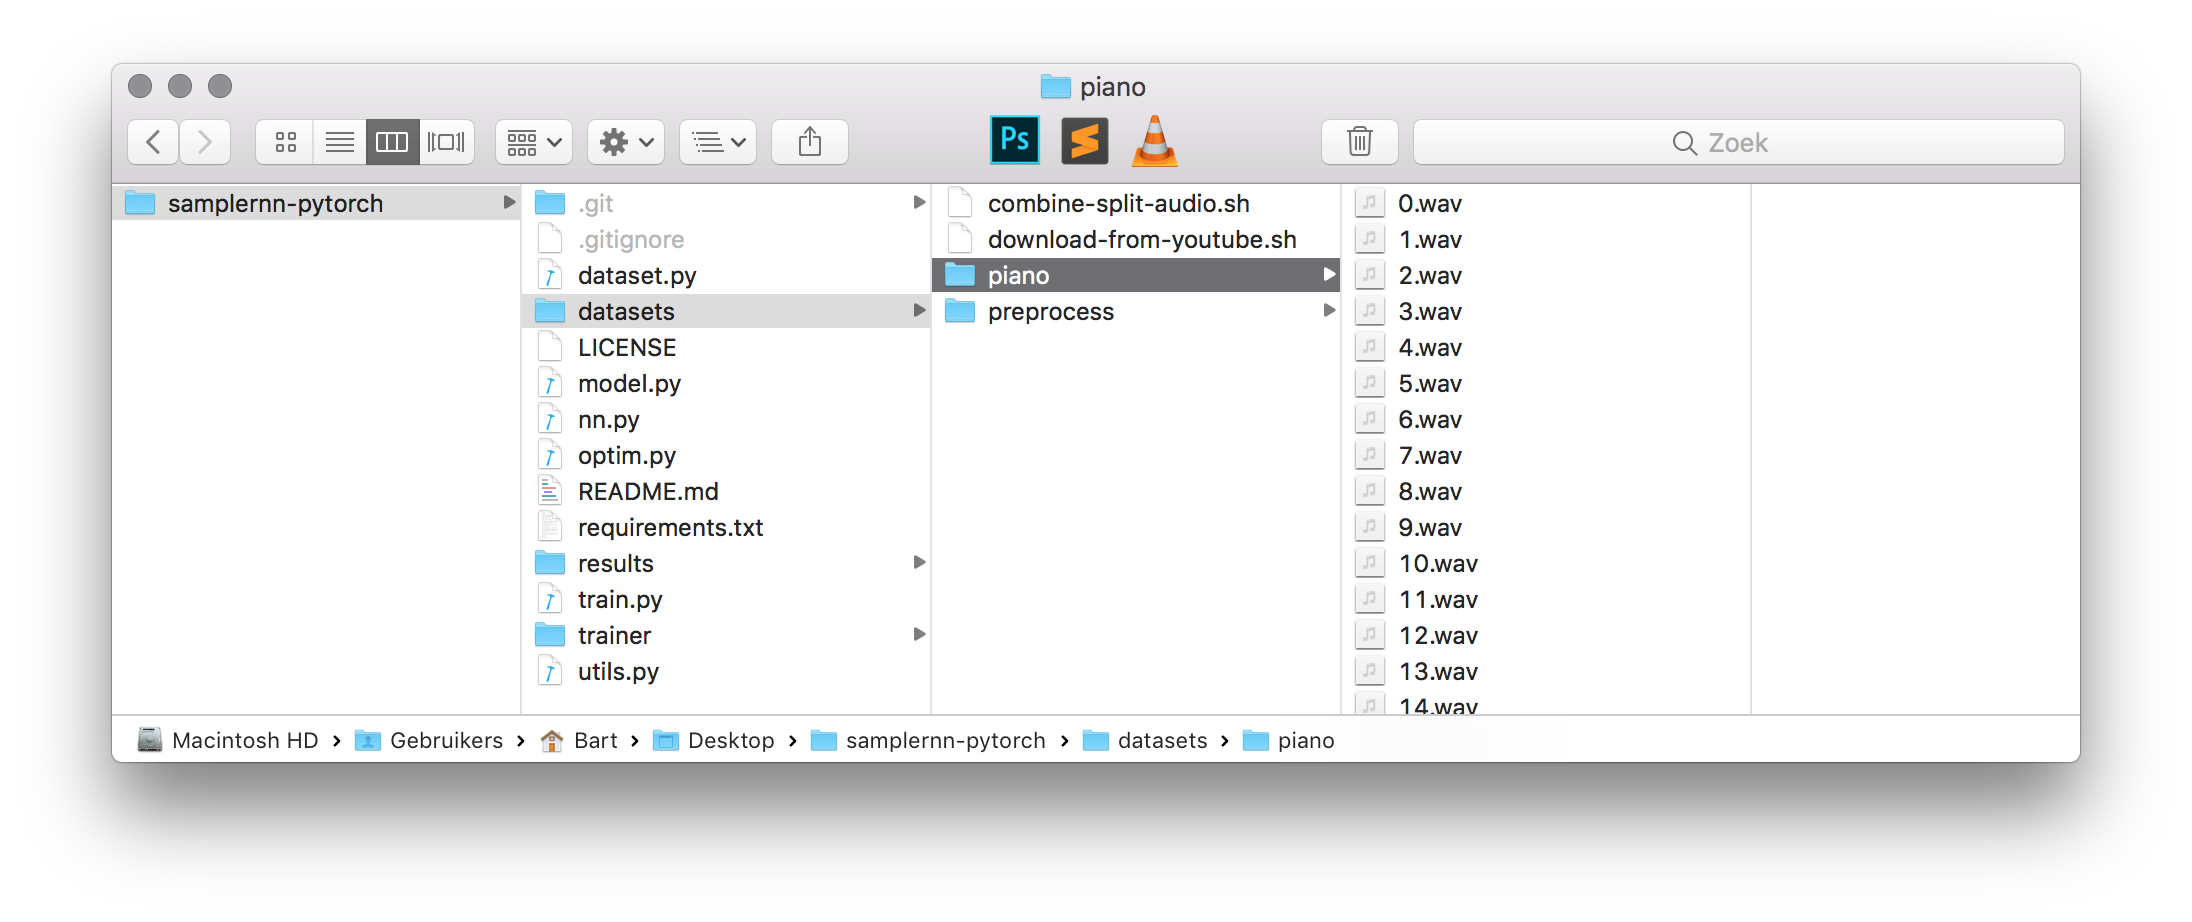 piano
Ps
Zoek
samplernn-pytorch
.git
.gitignore
dataset.py
datasets
LICENSE
model.py
nn.py
optim.py
README.md
requirements.txt
results
train.py
trainer
utils.py
combine-split-audio.sh
download-from-youtube.sh
piano
preprocess
0.wav
1.wav
2.wav
3.wav
4.wav
5.wav
6.wav
7.wav
8.wav
9.wav
10.wav
11.wav
12.wav
13.wav
14.wav
Macintosh HD › Gebruikers › Bart › Desktop › samplernn-pytorch › datasets › piano